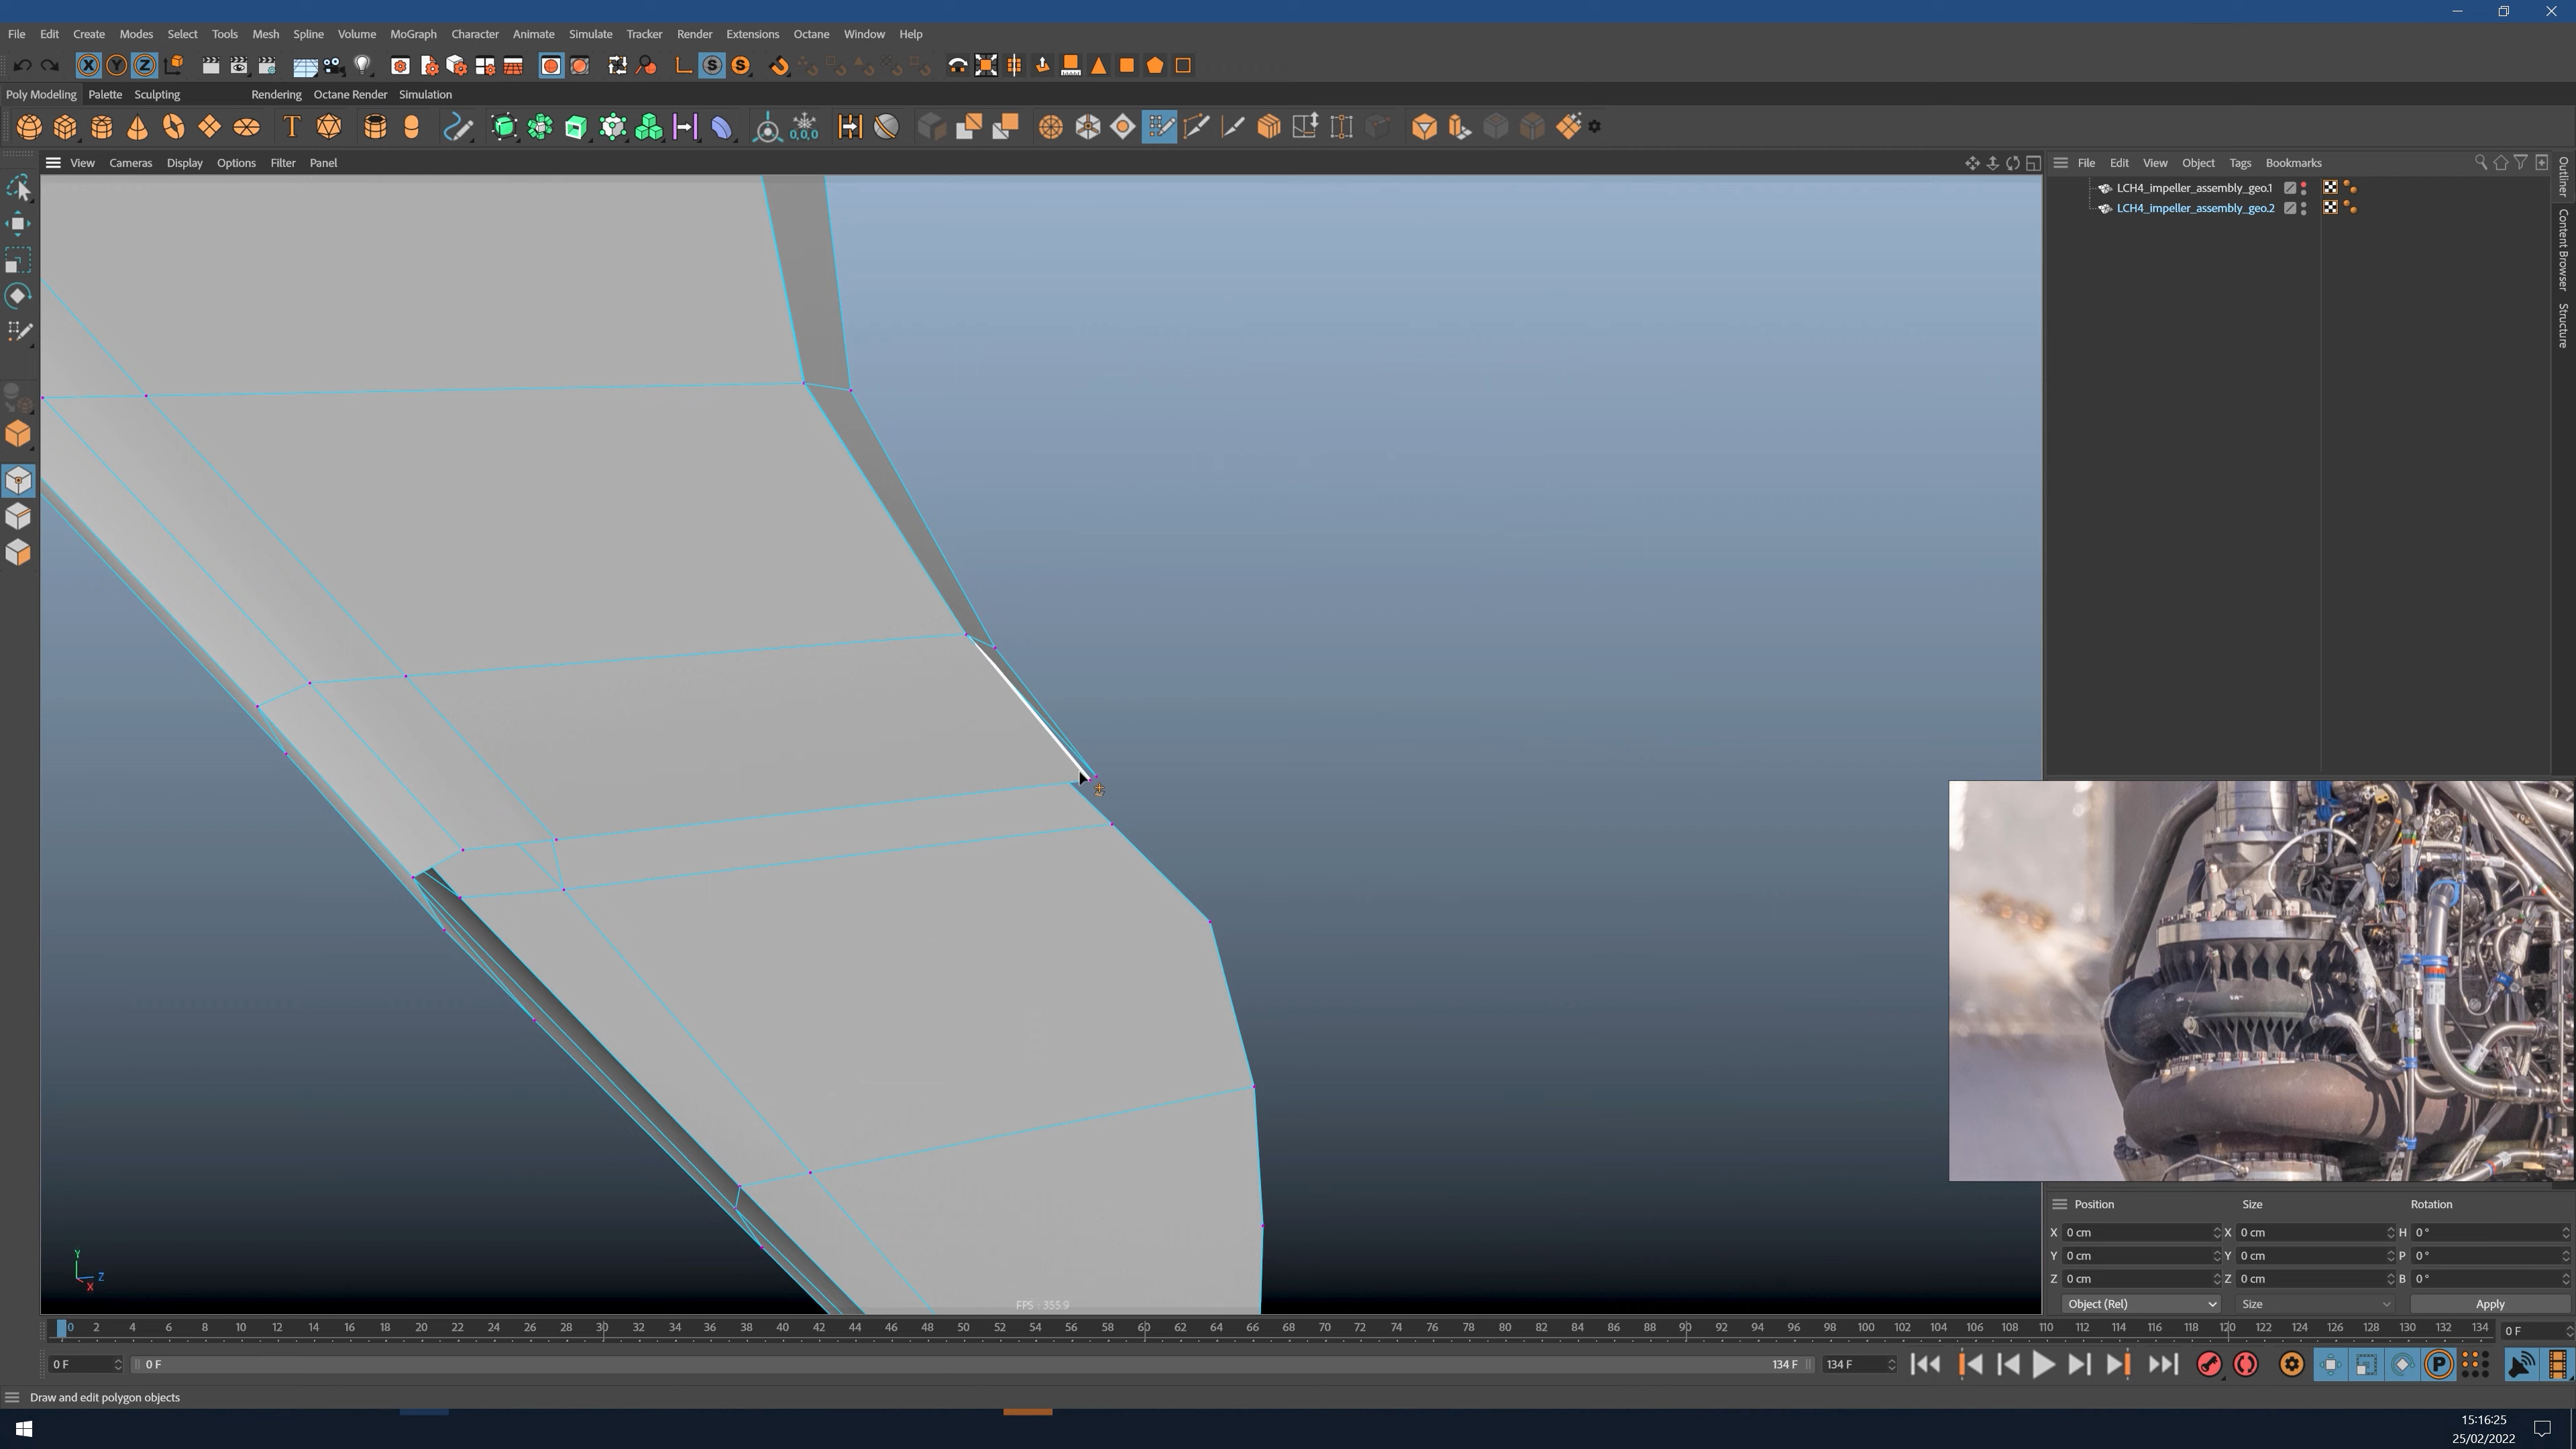 File Edit Create Modes Select Tools Mesh Spline Volume MoGraph Character Animate Simulate Tracker Render Extensions Octane Window Help
Poly Modeling Palette Sculpting Rendering Octane Render Simulation
View Cameras Display Options Filter Panel
File Edit View Object Tags Bookmarks
LCH4_impeller_assembly_geo.1
LCH4_impeller_assembly_geo.2
Outliner
Content Browser
Structure
Y
Z
X
FPS : 355.9
Position Size Rotation
X 0 cm X 0 cm H 0 °
Y 0 cm Y 0 cm P 0 °
Z 0 cm Z 0 cm B 0 °
Object (Rel) Size Apply
0 2 4 6 8 10 12 14 16 18 20 22 24 26 28 30 32 34 36 38 40 42 44 46 48 50 52 54 56 58 60 62 64 66 68 70 72 74 76 78 80 82 84 86 88 90 92 94 96 98 100 102 104 106 108 110 112 114 116 118 120 122 124 126 128 130 132 134 0 F
0 F 0 F 134 F 134 F
Draw and edit polygon objects
15:16:25
25/02/2022